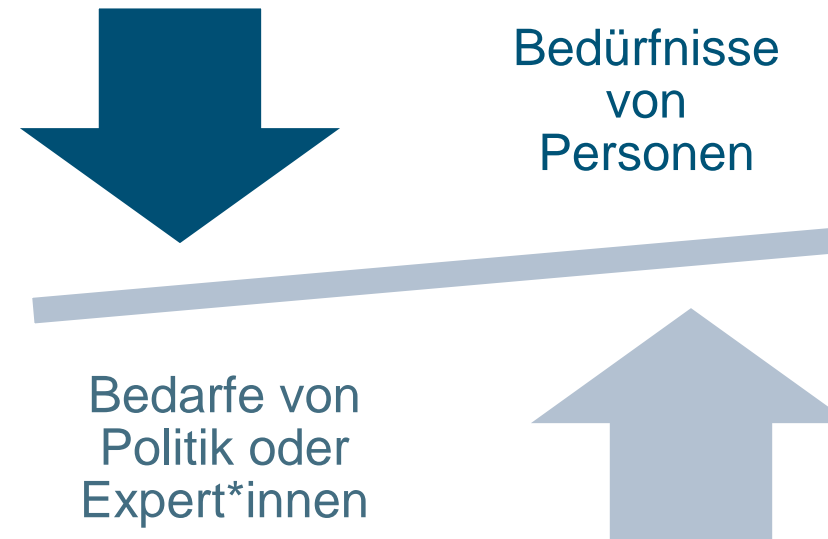 Bedürfnisse
von
Personen
Bedarfe von
Politik oder
Expert*innen